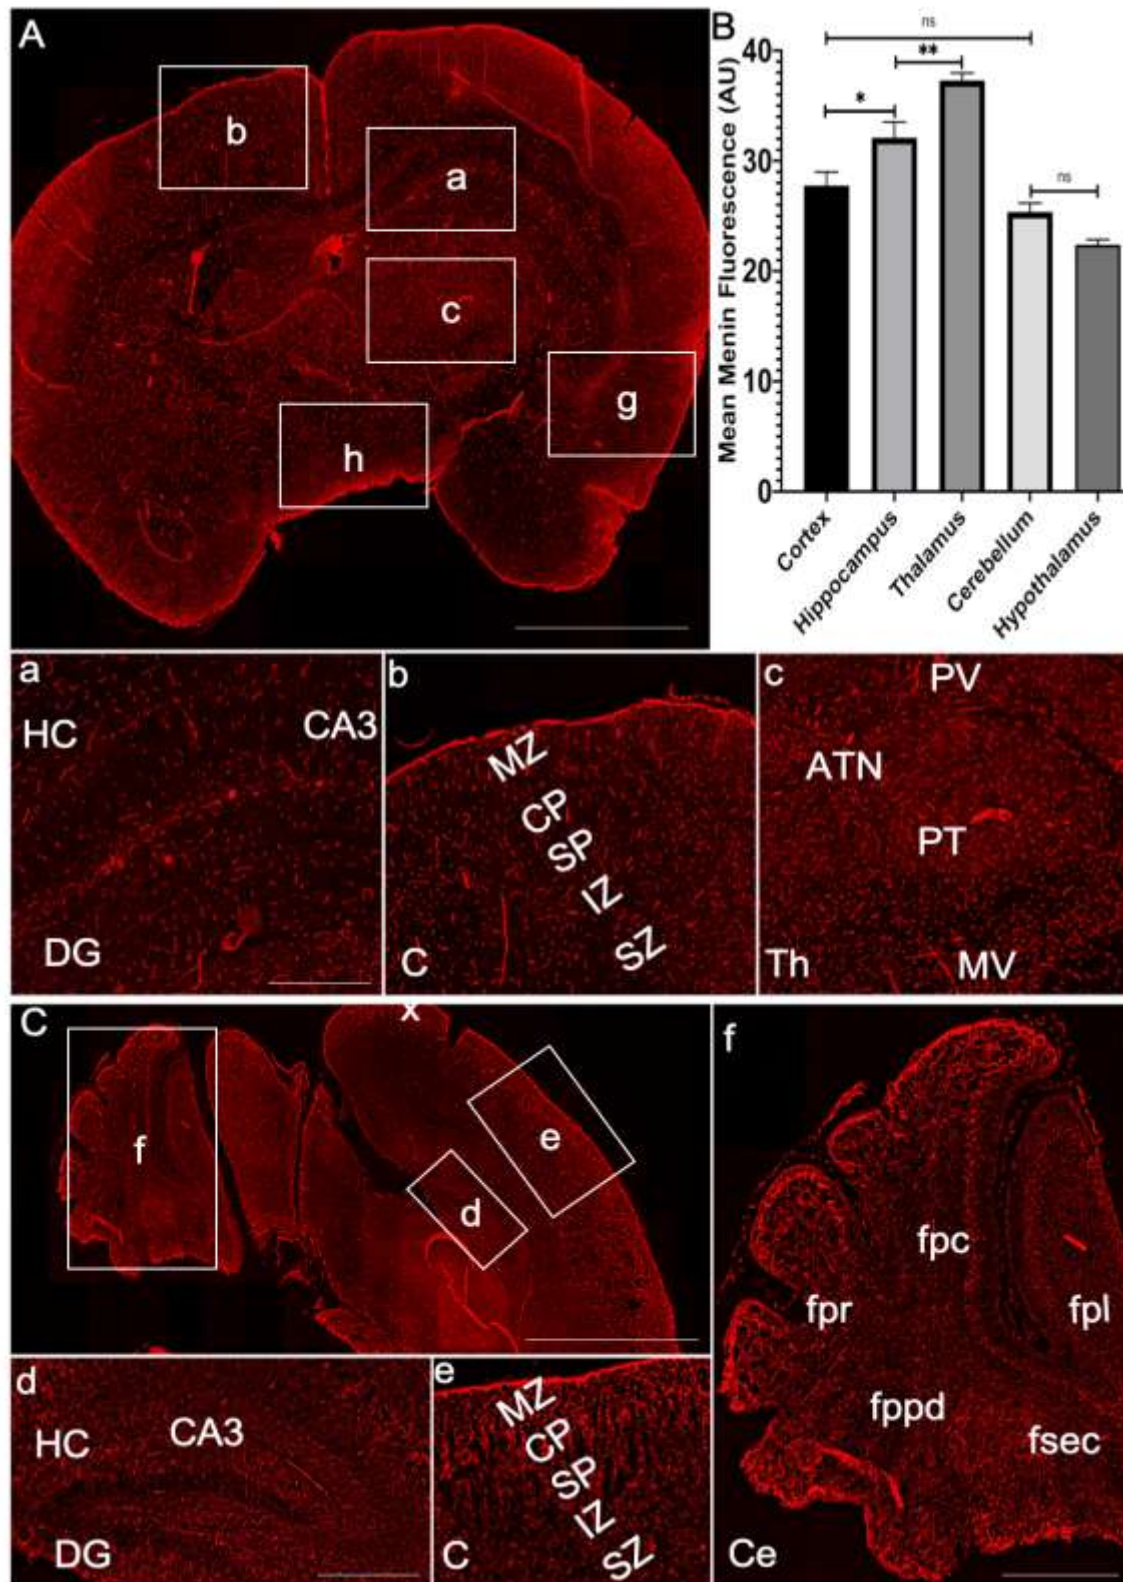 A
b
a
c
g
h
B
ns
**
*
ns
Mean Menin Fluorescence (AU)
40
30
20
10
0
Cortex
Hippocampus
Thalamus
Cerebellum
Hypothalamus
a
HC
CA3
DG
b
MZ
CP
SP
IZ
SZ
C
c
PV
ATN
PT
Th
MV
C
x
f
e
d
d
CA3
HC
DG
e
MZ
CP
SP
IZ
SZ
C
f
fpc
fpr
fpl
fppd
fsec
Ce